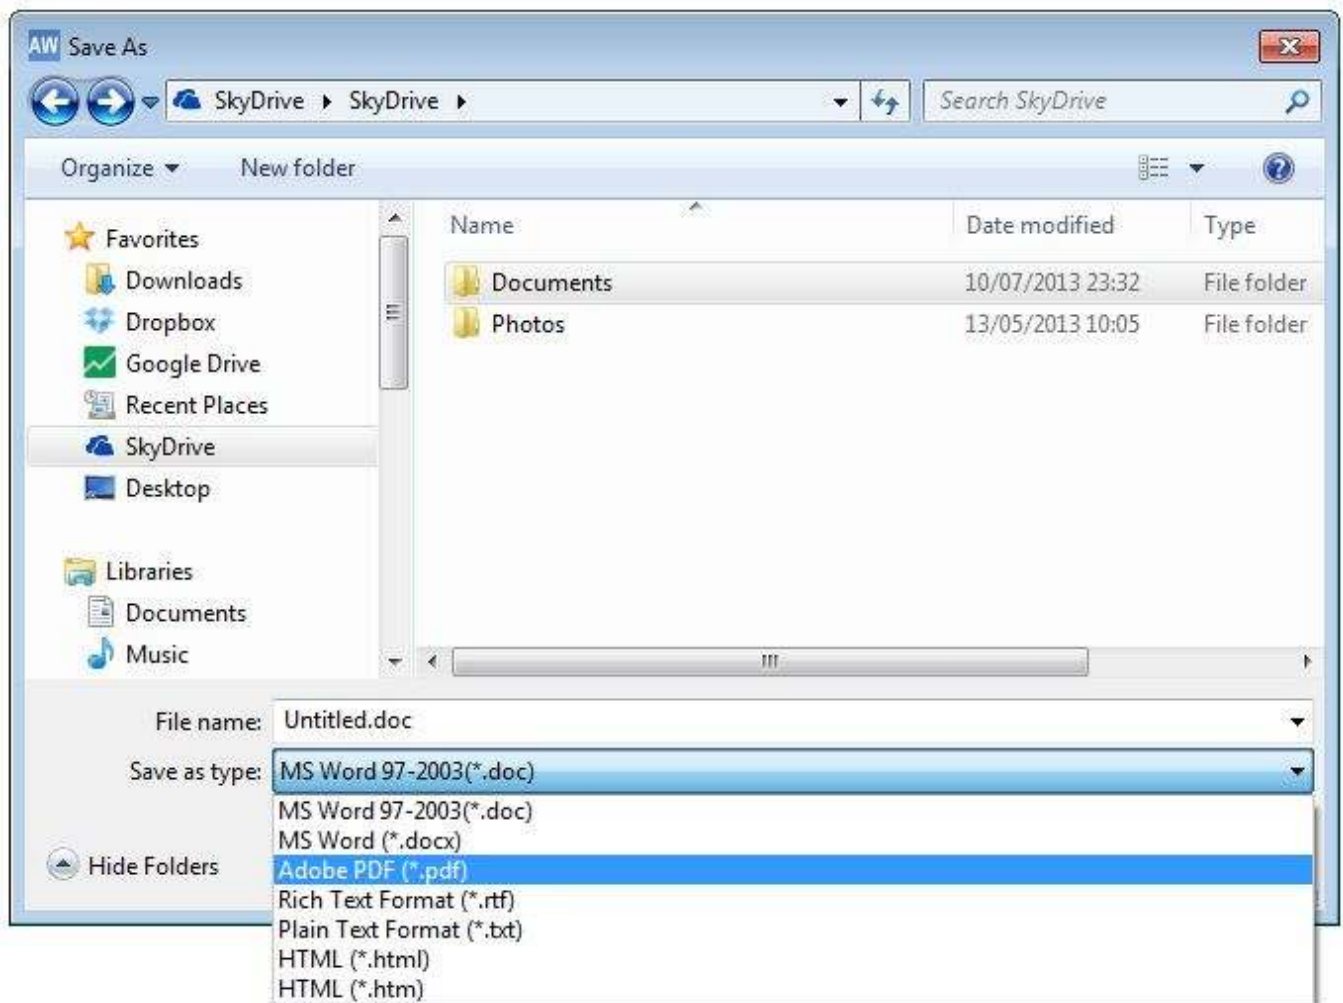 AW Save As
SkyDrive SkyDrive
Search SkyDrive
Organize New folder
Name Date modified Type
Favorites
Downloads
Dropbox
Google Drive
Recent Places
SkyDrive
Desktop
Libraries
Documents
Music
Documents 10/07/2013 23:32 File folder
Photos 13/05/2013 10:05 File folder
File name: Untitled.doc
Save as type: MS Word 97-2003(*.doc)
MS Word 97-2003(*.doc)
MS Word (*.docx)
Adobe PDF (*.pdf)
Rich Text Format (*.rtf)
Plain Text Format (*.txt)
HTML (*.html)
HTML (*.htm)
Hide Folders